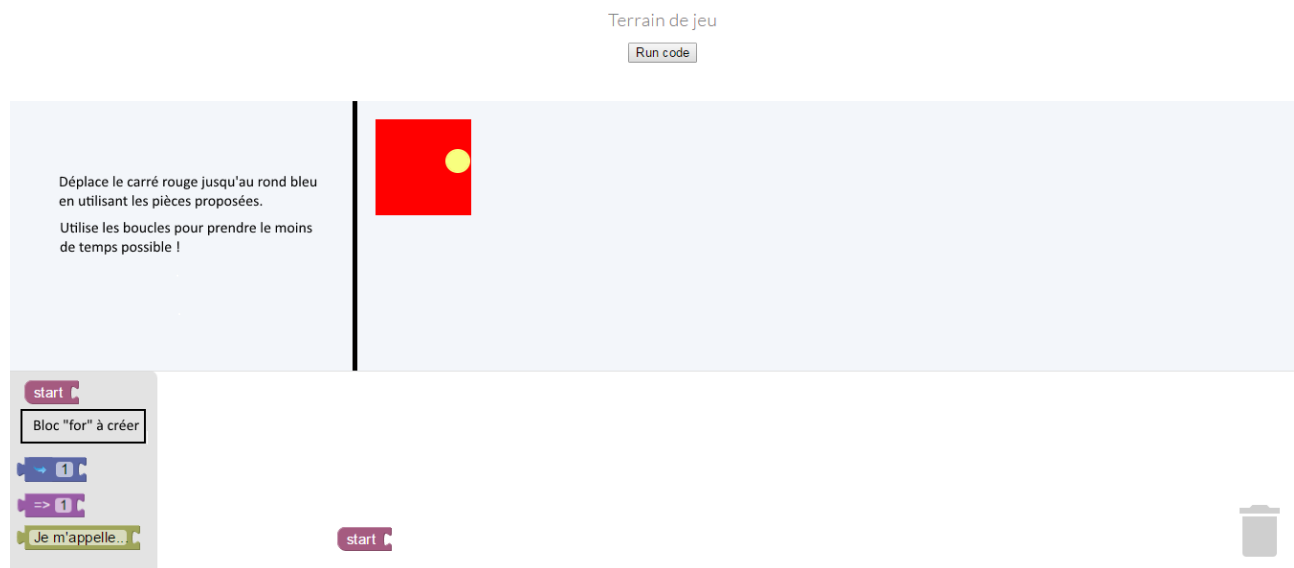 Terrain de jeu
Run code
Déplace le carré rouge jusqu'au rond bleu
en utilisant les pièces proposées.
Utilise les boucles pour prendre le moins
de temps possible !
start
Bloc "for" à créer
1
=> 1
Je m'appelle...
start